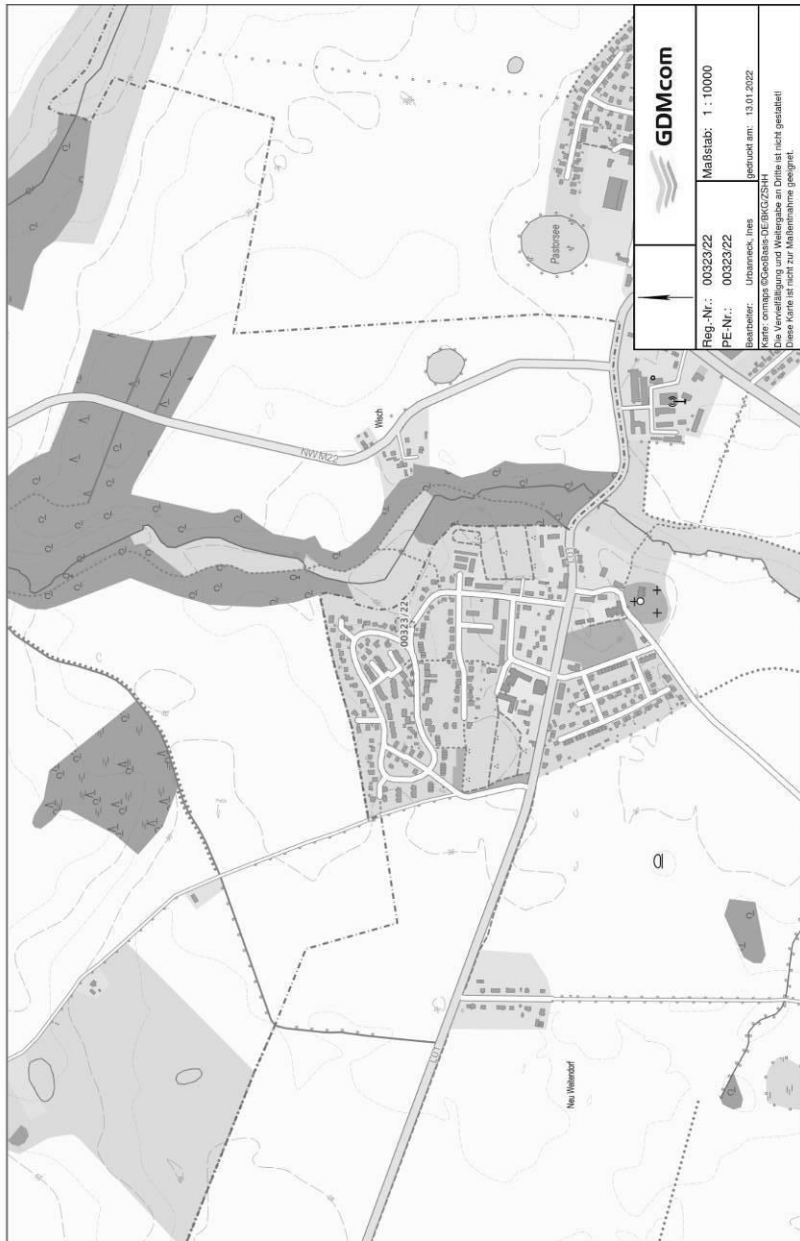 NWM22
Wisch
Pastorsee
00323/22
L01
L01
Neu Weitendorf
GDMcom
Reg.-Nr.: 00323/22
Maßstab: 1 : 10000
PE-Nr.: 00323/22
Bearbeiter: Urbanneck, Ines
gedruckt am: 13.01.2022
Karte: onmaps ©GeoBasis-DE/BKG/ZSHH
Die Vervielfältigung und Weitergabe an Dritte ist nicht gestattet!
Diese Karte ist nicht zur Maßentnahme geeignet.